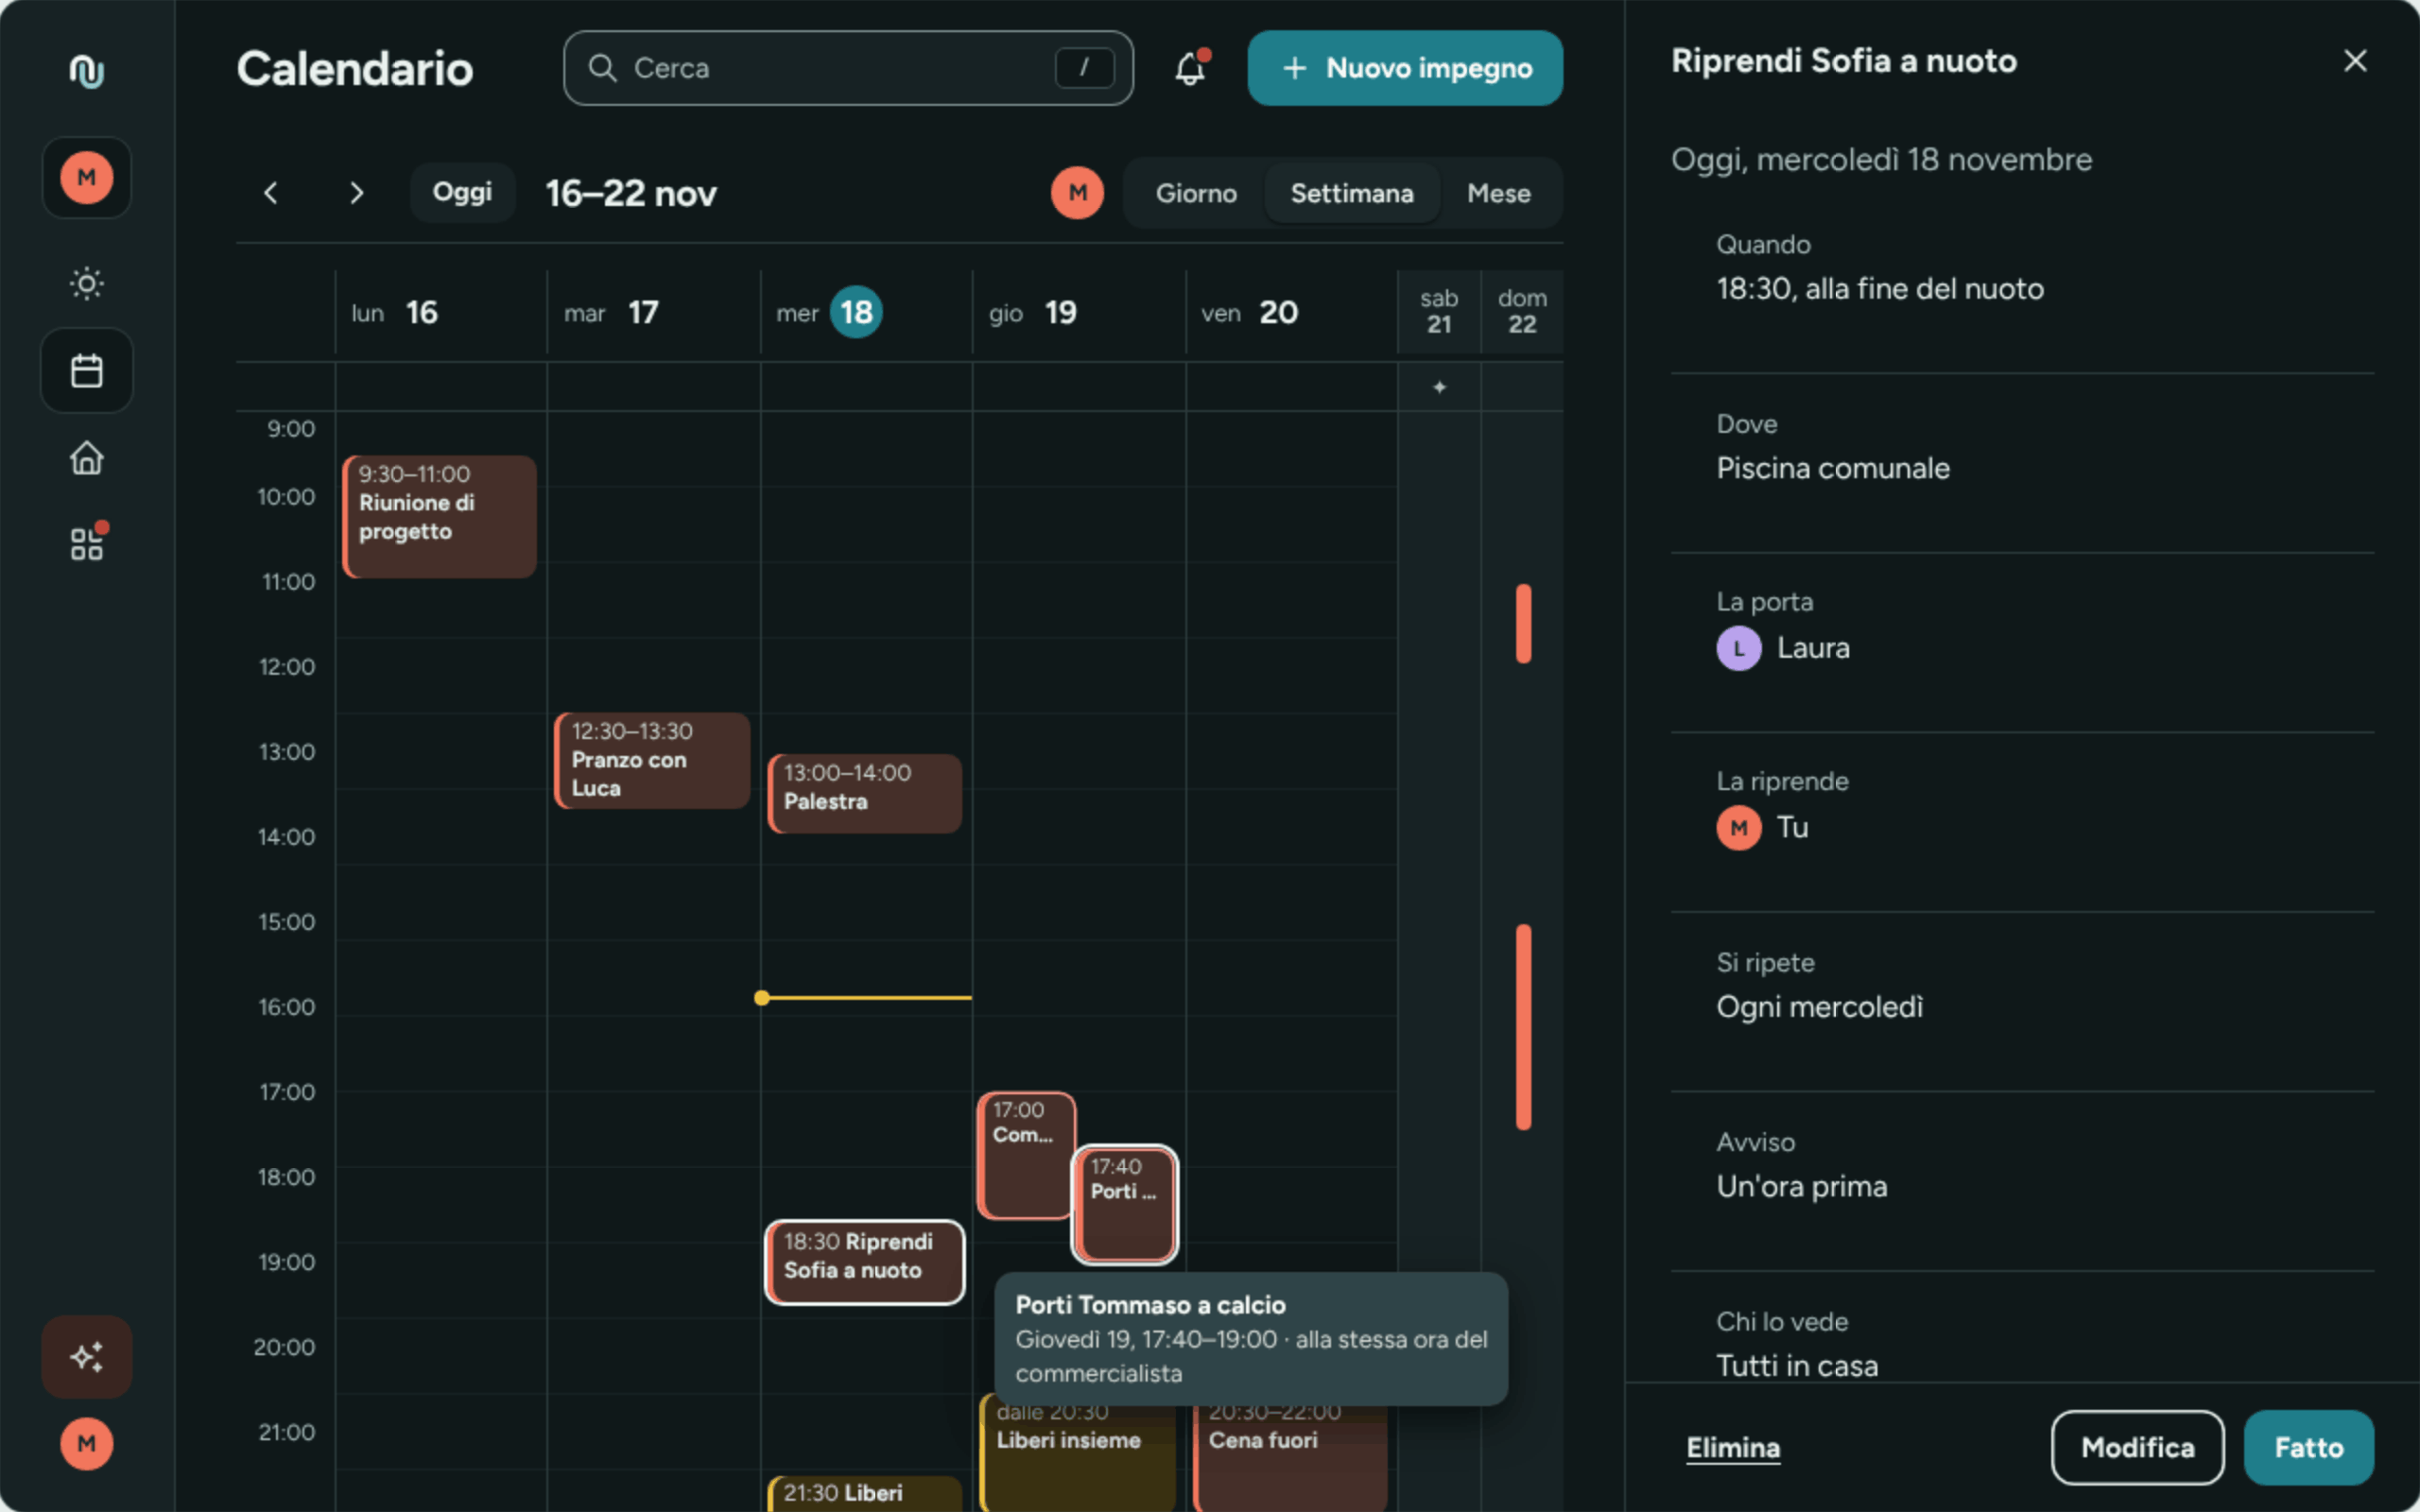 Calendario
Cerca
/
+ Nuovo impegno
M
Oggi
16–22 nov
M
Giorno
Settimana
Mese
lun 16
mar 17
mer 18
gio 19
ven 20
sab
21
dom
22
9:00
10:00
11:00
12:00
13:00
14:00
15:00
16:00
17:00
18:00
19:00
20:00
21:00
9:30–11:00
Riunione di
progetto
12:30–13:30
Pranzo con
Luca
13:00–14:00
Palestra
18:30 Riprendi
Sofia a nuoto
21:30 Liberi
17:00
Com...
17:40
Porti ...
Porti Tommaso a calcio
Giovedì 19, 17:40–19:00 · alla stessa ora del
commercialista
dalle 20:30
Liberi insieme
20:30–22:00
Cena fuori
M
Riprendi Sofia a nuoto
Oggi, mercoledì 18 novembre
Quando
18:30, alla fine del nuoto
Dove
Piscina comunale
La porta
L Laura
La riprende
M Tu
Si ripete
Ogni mercoledì
Avviso
Un'ora prima
Chi lo vede
Tutti in casa
Elimina
Modifica
Fatto